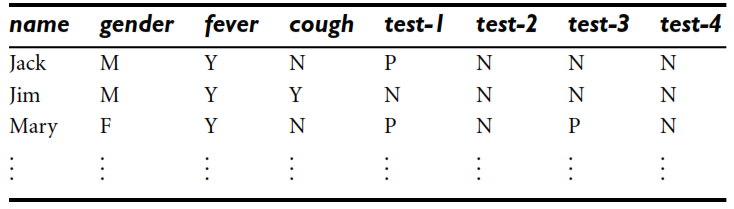 name gender fever cough test-1 test-2 test-3 test-4
Jack M Y N P N N N
Jim M Y Y N N N N
Mary F Y N P N P N
⋮ ⋮ ⋮ ⋮ ⋮ ⋮ ⋮ ⋮